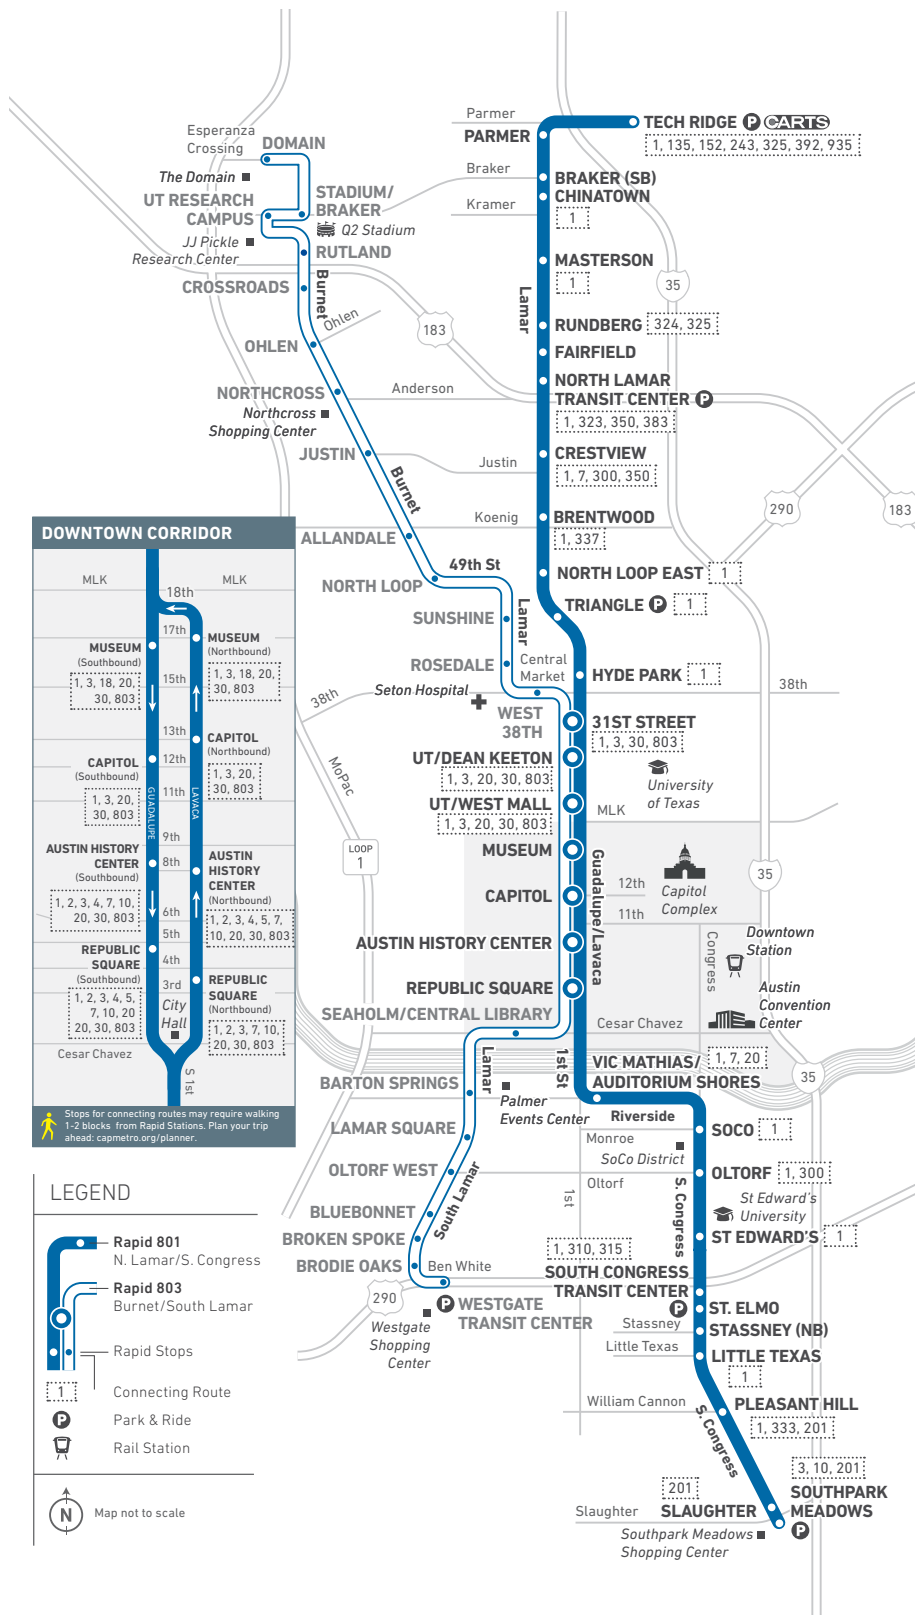 Parmer
TECH RIDGE P CARTS
PARMER
1, 135, 152, 243, 325, 392, 935
Esperanza
Crossing
DOMAIN
The Domain
Braker
BRAKER (SB)
CHINATOWN
1
Kramer
UT RESEARCH
CAMPUS
STADIUM/
BRAKER
Q2 Stadium
JJ Pickle
Research Center
RUTLAND
MASTERSON
1
CROSSROADS
Burnet
Lamar
35
Ohlen
183
RUNDBERG
324, 325
OHLEN
FAIRFIELD
NORTHCROSS
Anderson
NORTH LAMAR
TRANSIT CENTER P
1, 323, 350, 383
Northcross
Shopping Center
JUSTIN
Justin
CRESTVIEW
1, 7, 300, 350
Burnet
Koenig
BRENTWOOD
1, 337
290
183
ALLANDALE
49th St
NORTH LOOP
NORTH LOOP EAST
1
TRIANGLE P
1
SUNSHINE
Lamar
ROSEDALE
Central
Market
HYDE PARK
1
Seton Hospital
38th
38th
WEST
38TH
31ST STREET
1, 3, 30, 803
UT/DEAN KEETON
1, 3, 20, 30, 803
University
of Texas
MoPac
UT/WEST MALL
1, 3, 20, 30, 803
MLK
LOOP
1
MUSEUM
Guadalupe/Lavaca
35
CAPITOL
12th
11th
Capitol
Complex
AUSTIN HISTORY CENTER
Congress
Downtown
Station
REPUBLIC SQUARE
Austin
Convention
Center
SEAHOLM/CENTRAL LIBRARY
Cesar Chavez
Lamar
1st St
VIC MATHIAS/
AUDITORIUM SHORES
1, 7, 20
35
BARTON SPRINGS
Palmer
Events Center
Riverside
LAMAR SQUARE
Monroe
SOCO
1
SoCo District
OLTORF WEST
Oltorf
OLTORF
1, 300
South Lamar
1st
S. Congress
St Edward's
University
BLUEBONNET
BROKEN SPOKE
ST EDWARD'S
1
BRODIE OAKS
Ben White
1, 310, 315
SOUTH CONGRESS
TRANSIT CENTER
P
290
P WESTGATE
TRANSIT CENTER
Westgate
Shopping
Center
ST. ELMO
Stassney
STASSNEY (NB)
Little Texas
LITTLE TEXAS
1
William Cannon
PLEASANT HILL
1, 333, 201
S. Congress
3, 10, 201
SOUTHPARK
MEADOWS
P
201
SLAUGHTER
Slaughter
Southpark Meadows
Shopping Center
DOWNTOWN CORRIDOR
MLK
MLK
18th
17th
MUSEUM
(Southbound)
1, 3, 18, 20,
30, 803
MUSEUM
(Northbound)
1, 3, 18, 20,
30, 803
15th
13th
CAPITOL
(Southbound)
1, 3, 20,
30, 803
CAPITOL
(Northbound)
1, 3, 20,
30, 803
12th
11th
GUADALUPE
LAVACA
9th
8th
AUSTIN HISTORY
CENTER
(Southbound)
1, 2, 3, 4, 7, 10,
20, 30, 803
AUSTIN
HISTORY
CENTER
(Northbound)
1, 2, 3, 4, 5, 7,
10, 20, 30, 803
6th
5th
4th
3rd
REPUBLIC
SQUARE
(Southbound)
1, 2, 3, 4, 5,
7, 10, 20
20, 30, 803
REPUBLIC
SQUARE
(Northbound)
1, 2, 3, 7, 10,
20, 30, 803
City
Hall
Cesar Chavez
S 1st
Stops for connecting routes may require walking
1-2 blocks from Rapid Stations. Plan your trip
ahead: capmetro.org/planner.
LEGEND
Rapid 801
N. Lamar/S. Congress
Rapid 803
Burnet/South Lamar
Rapid Stops
1
Connecting Route
P
Park & Ride
Rail Station
N
Map not to scale